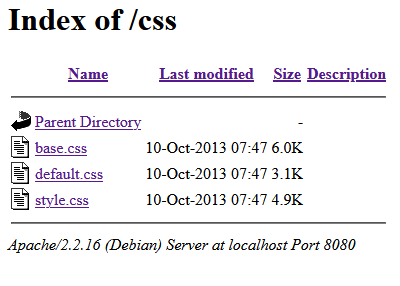 Index of /css
Name Last modified Size Description
Parent Directory -
base.css 10-Oct-2013 07:47 6.0K
default.css 10-Oct-2013 07:47 3.1K
style.css 10-Oct-2013 07:47 4.9K
Apache/2.2.16 (Debian) Server at localhost Port 8080